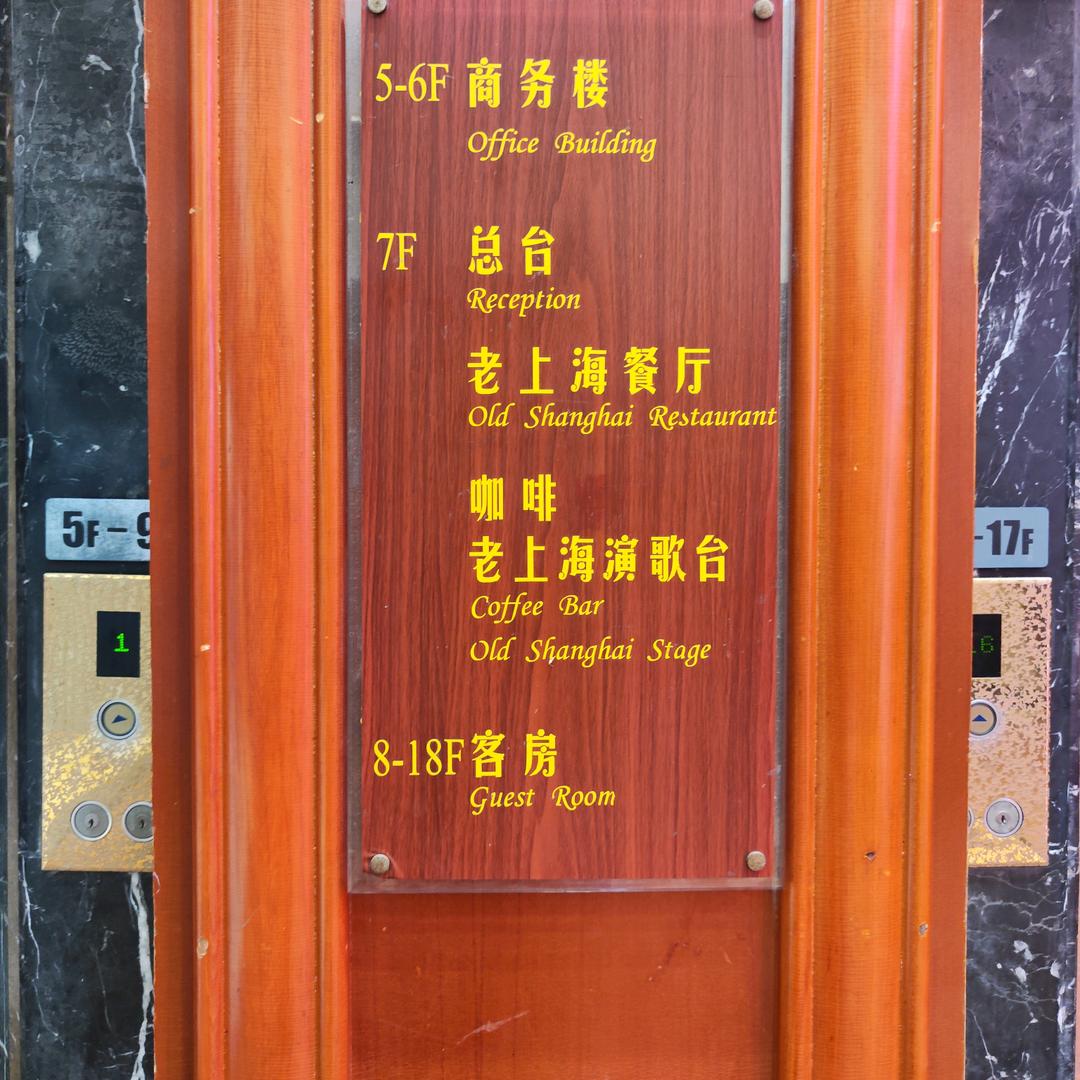 5-6F 商务楼
Office Building
7F 总台
Reception
老上海餐厅
Old Shanghai Restaurant
咖啡
老上海演歌台
Coffee Bar
Old Shanghai Stage
8-18F 客房
Guest Room
5F-9
-17F
1